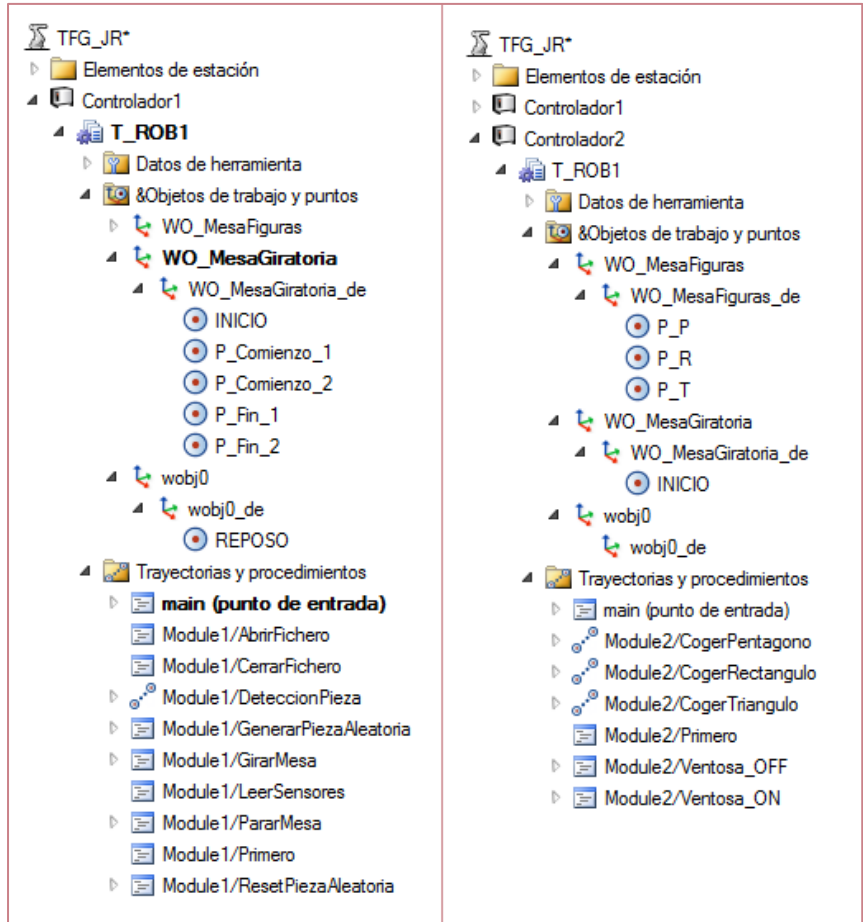 TFG_JR*
Elementos de estación
Controlador1
T_ROB1
Datos de herramienta
&Objetos de trabajo y puntos
WO_MesaFiguras
WO_MesaGiratoria
WO_MesaGiratoria_de
INICIO
P_Comienzo_1
P_Comienzo_2
P_Fin_1
P_Fin_2
wobj0
wobj0_de
REPOSO
Trayectorias y procedimientos
main (punto de entrada)
Module1/AbrirFichero
Module1/CerrarFichero
Module1/DeteccionPieza
Module1/GenerarPiezaAleatoria
Module1/GirarMesa
Module1/LeerSensores
Module1/PararMesa
Module1/Primero
Module1/ResetPiezaAleatoria
TFG_JR*
Elementos de estación
Controlador1
Controlador2
T_ROB1
Datos de herramienta
&Objetos de trabajo y puntos
WO_MesaFiguras
WO_MesaFiguras_de
P_P
P_R
P_T
WO_MesaGiratoria
WO_MesaGiratoria_de
INICIO
wobj0
wobj0_de
Trayectorias y procedimientos
main (punto de entrada)
Module2/CogerPentagono
Module2/CogerRectangulo
Module2/CogerTriangulo
Module2/Primero
Module2/Ventosa_OFF
Module2/Ventosa_ON